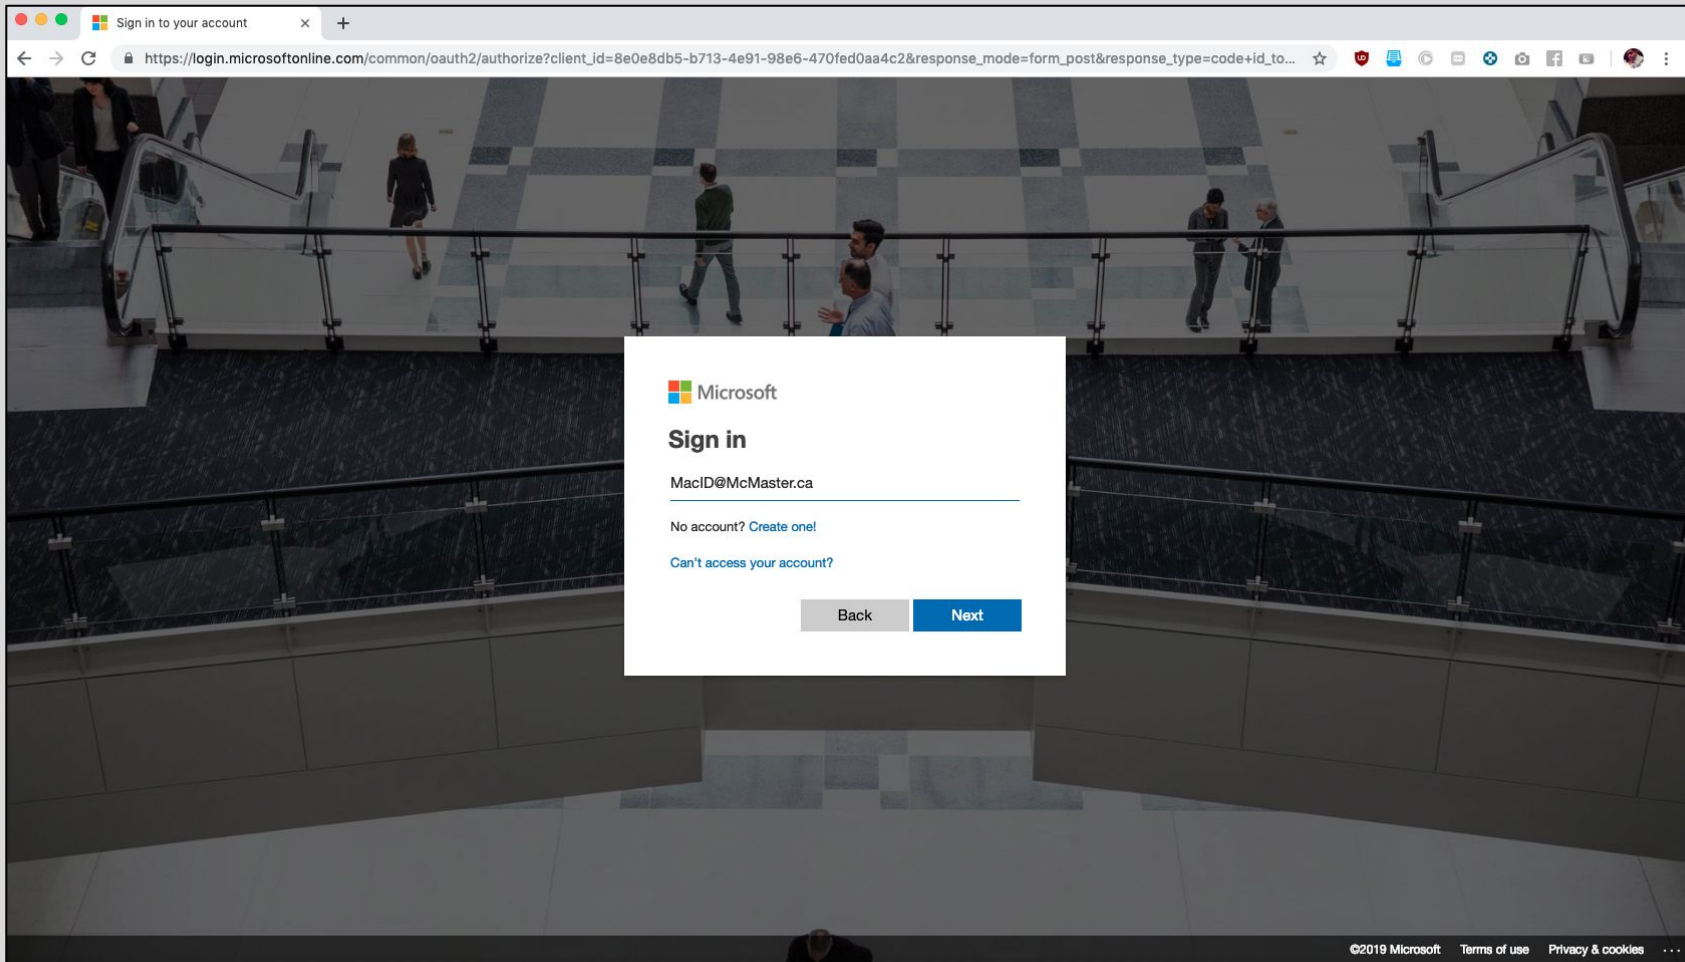 Sign in to your account
https://login.microsoftonline.com/common/oauth2/authorize?client_id=8e0e8db5-b713-4e91-98e6-470fed0aa4c2&response_mode=form_post&response_type=code+id_to...
Microsoft
Sign in
MacID@McMaster.ca
No account? Create one!
Can't access your account?
Back Next
©2019 Microsoft Terms of use Privacy & cookies ...